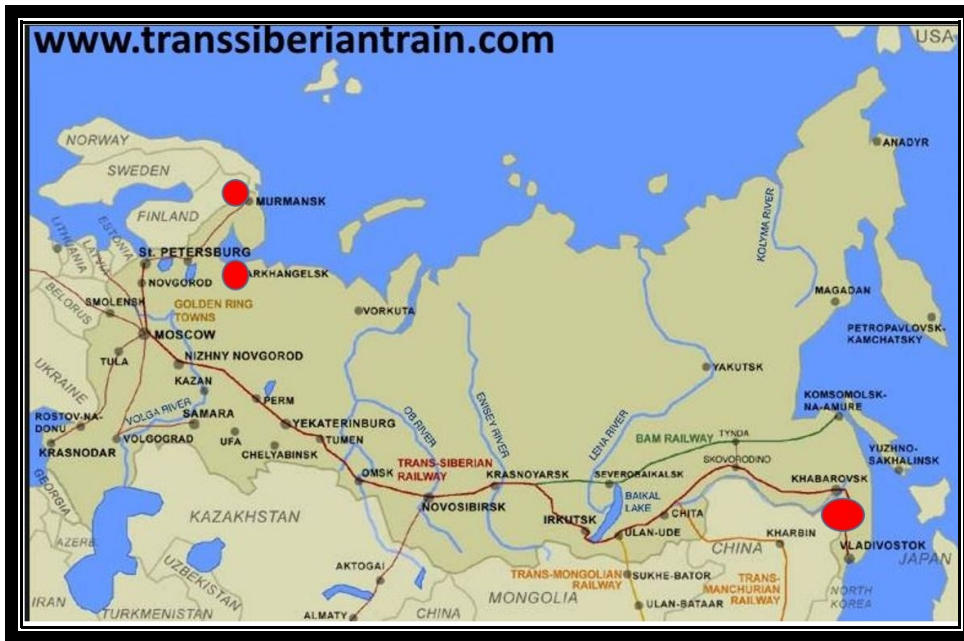 www.transsiberiantrain.com
USA
NORWAY
ANADYR
SWEDEN
MURMANSK
FINLAND
KOLYMA RIVER
LITHUANIA
LATVIA
ESTONIA
St. PETERSBURG
ARKHANGELSK
NOVGOROD
MAGADAN
BELORUS
SMOLENSK
GOLDEN RING
TOWNS
VORKUTA
PETROPAVLOVSK-
KAMCHATSKY
MOSCOW
NIZHNY NOVGOROD
TULA
UKRAINE
KAZAN
YAKUTSK
KOMSOMOLSK-
NA-AMURE
PERM
VOLGA RIVER
OB RIVER
ENISEY RIVER
LENA RIVER
ROSTOV-NA-
DONU
SAMARA
YEKATERINBURG
VOLGOGRAD
UFA
TUMEN
BAM RAILWAY
TYNDA
KRASNODAR
CHELYABINSK
YUZHNO-
SAKHALINSK
SKOVORODINO
TRANS-SIBERIAN
RAILWAY
OMSK
KRASNOYARSK
SEVEROBAIKALSK
KHABAROVSK
GEORGIA
BAIKAL
LAKE
NOVOSIBIRSK
KAZAKHSTAN
IRKUTSK
CHITA
ULAN-UDE
KHARBIN
VLADIVOSTOK
AZERB.
CHINA
JAPAN
UZBEKISTAN
AKTOGAI
TRANS-MONGOLIAN
RAILWAY
SUKHE-BATOR
TRANS-
MANCHURIAN
RAILWAY
IRAN
MONGOLIA
NORTH
KOREA
TURKMENISTAN
ALMATY
CHINA
ULAN-BATAAR